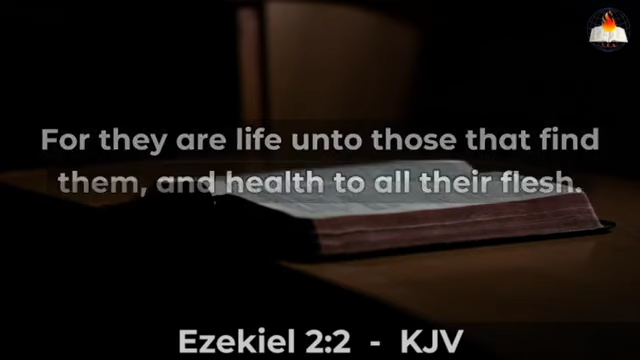 For they are life unto those that find
them, and health to all their flesh.
Ezekiel 2:2 - KJV